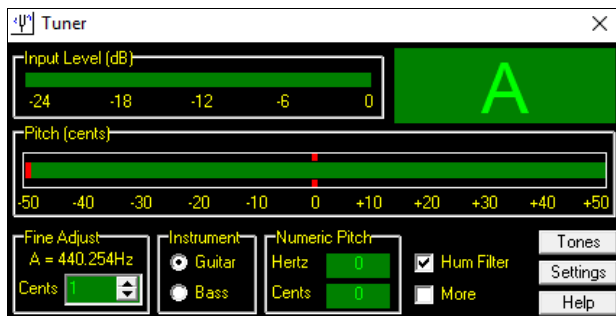 Tuner
Input Level (dB)
-24 -18 -12 -6 0
A
Pitch (cents)
-50 -40 -30 -20 -10 0 +10 +20 +30 +40 +50
Fine Adjust
A = 440.254Hz
Cents 1
Instrument
Guitar
Bass
Numeric Pitch
Hertz 0
Cents 0
Hum Filter
More
Tones
Settings
Help